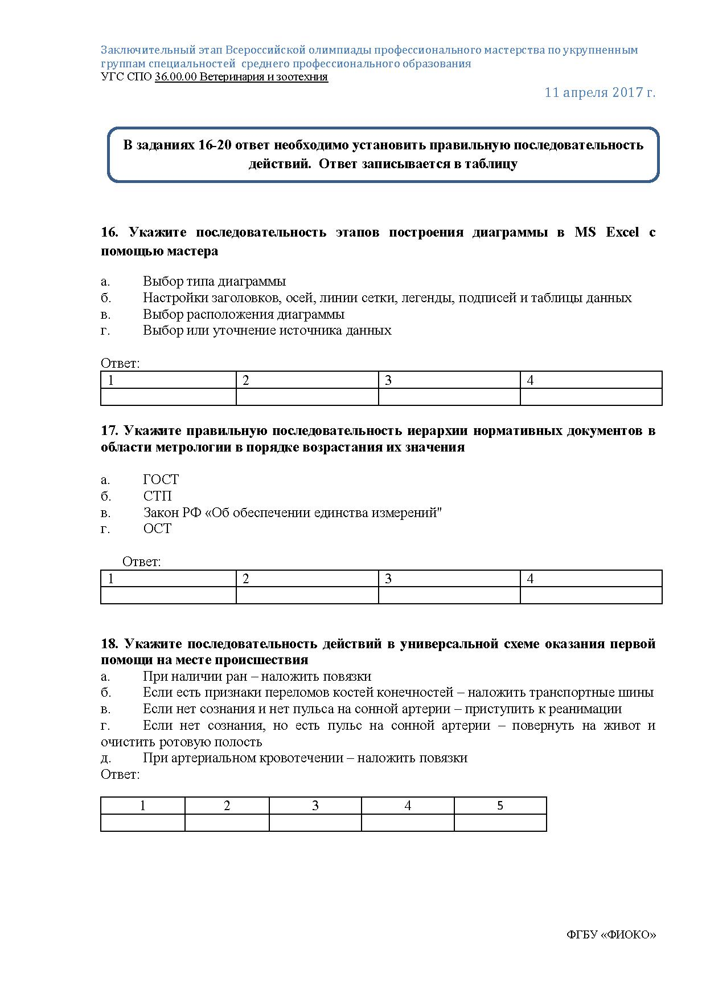 Заключительный этап Всероссийской олимпиады профессионального мастерства по укрупненным
группам специальностей среднего профессионального образования
УГС СПО 36.00.00 Ветеринария и зоотехния
11 апреля 2017 г.
В заданиях 16-20 ответ необходимо установить правильную последовательность
действий. Ответ записывается в таблицу
16. Укажите последовательность этапов построения диаграммы в MS Excel с
помощью мастера
а. Выбор типа диаграммы
б. Настройки заголовков, осей, линии сетки, легенды, подписей и таблицы данных
в. Выбор расположения диаграммы
г. Выбор или уточнение источника данных
Ответ:
1 2 3 4
17. Укажите правильную последовательность иерархии нормативных документов в
области метрологии в порядке возрастания их значения
а. ГОСТ
б. СТП
в. Закон РФ «Об обеспечении единства измерений"
г. ОСТ
Ответ:
1 2 3 4
18. Укажите последовательность действий в универсальной схеме оказания первой
помощи на месте происшествия
а. При наличии ран – наложить повязки
б. Если есть признаки переломов костей конечностей – наложить транспортные шины
в. Если нет сознания и нет пульса на сонной артерии – приступить к реанимации
г. Если нет сознания, но есть пульс на сонной артерии – повернуть на живот и
очистить ротовую полость
д. При артериальном кровотечении – наложить повязки
Ответ:
1 2 3 4 5
ФГБУ «ФИОКО»